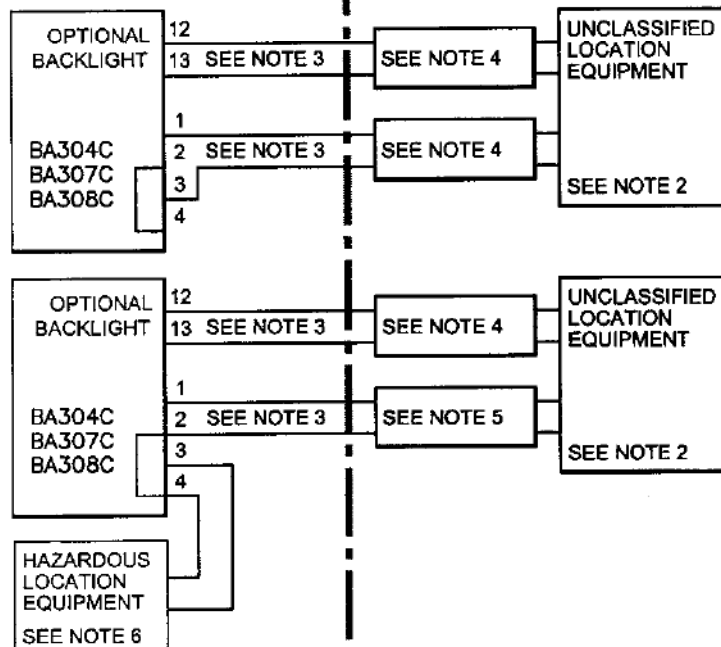 OPTIONAL
BACKLIGHT
12
13
SEE NOTE 3
SEE NOTE 4
UNCLASSIFIED
LOCATION
EQUIPMENT
BA304C
BA307C
BA308C
1
2
3
4
SEE NOTE 3
SEE NOTE 4
SEE NOTE 2
OPTIONAL
BACKLIGHT
12
13
SEE NOTE 3
SEE NOTE 4
UNCLASSIFIED
LOCATION
EQUIPMENT
BA304C
BA307C
BA308C
1
2
3
4
SEE NOTE 3
SEE NOTE 5
SEE NOTE 2
HAZARDOUS
LOCATION
EQUIPMENT
SEE NOTE 6